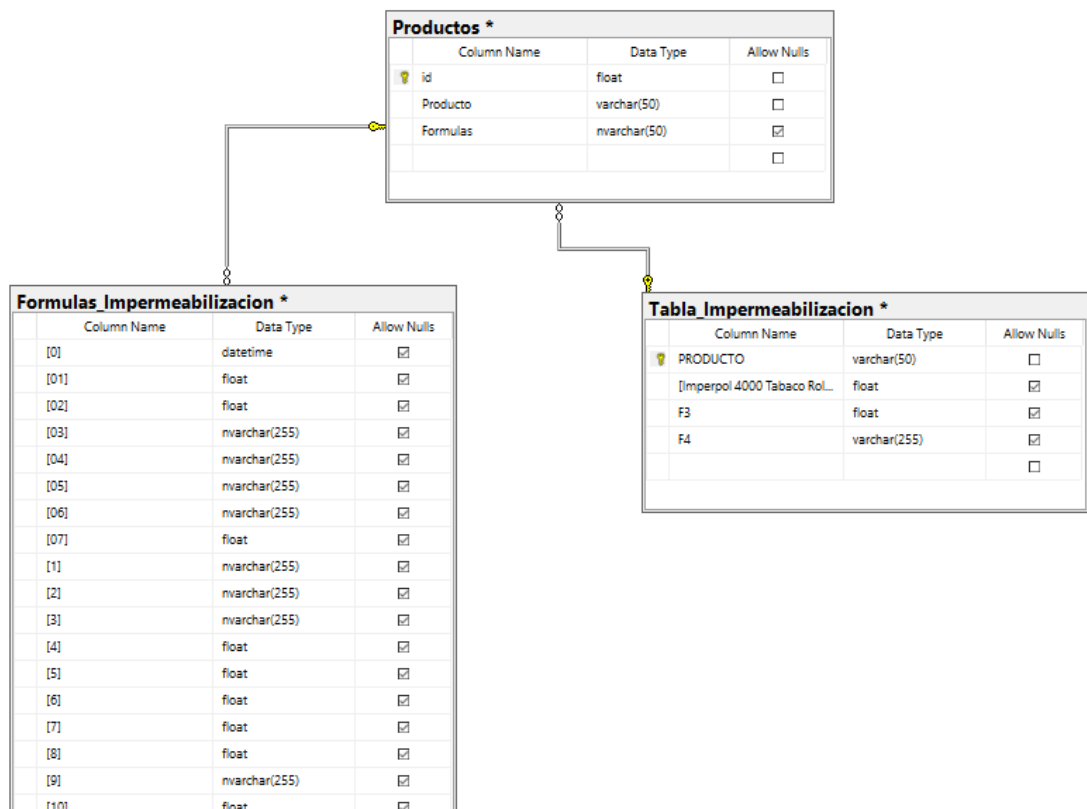 Productos *
Column Name Data Type Allow Nulls
id float
Producto varchar(50)
Formulas nvarchar(50)
Formulas_Impermeabilizacion *
Column Name Data Type Allow Nulls
[0] datetime
[01] float
[02] float
[03] nvarchar(255)
[04] nvarchar(255)
[05] nvarchar(255)
[06] nvarchar(255)
[07] float
[1] nvarchar(255)
[2] nvarchar(255)
[3] nvarchar(255)
[4] float
[5] float
[6] float
[7] float
[8] float
[9] nvarchar(255)
[10] float
Tabla_Impermeabilizacion *
Column Name Data Type Allow Nulls
PRODUCTO varchar(50)
[Imperpol 4000 Tabaco Rol... float
F3 float
F4 varchar(255)